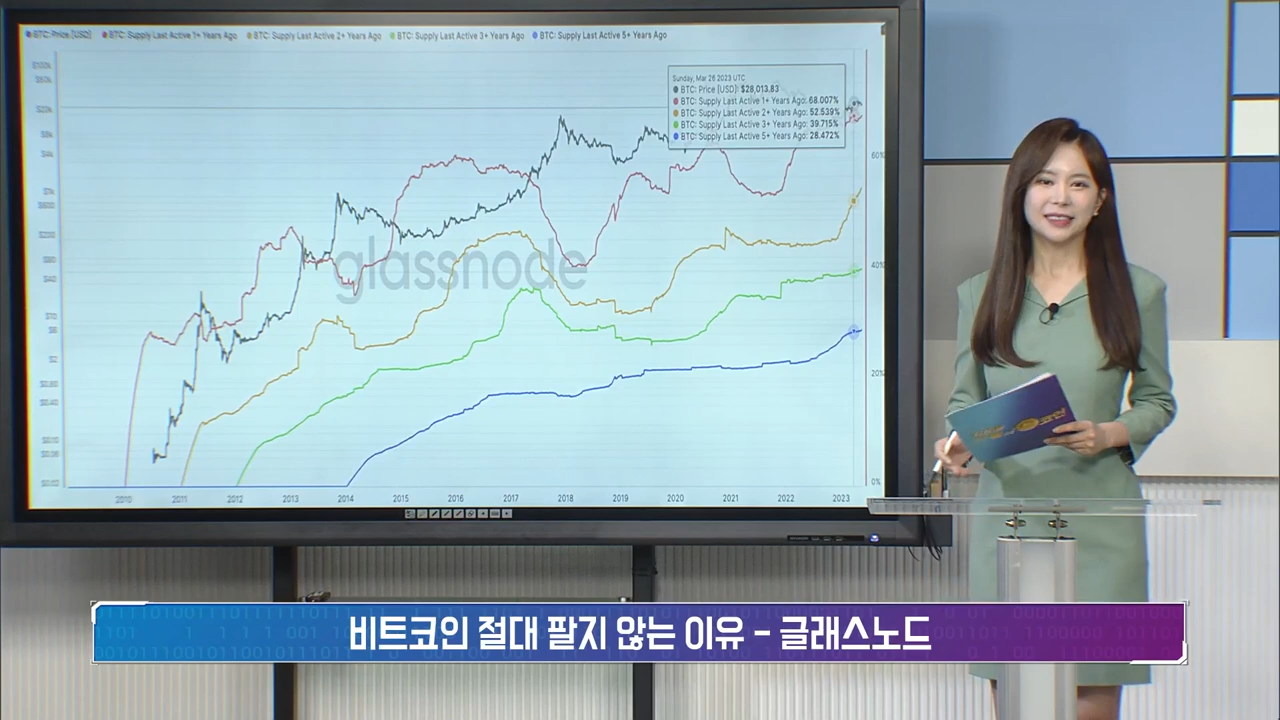 BTC: Price [USD] BTC: Supply Last Active 1+ Years Ago BTC: Supply Last Active 2+ Years Ago BTC: Supply Last Active 3+ Years Ago BTC: Supply Last Active 5+ Years Ago
Sunday, Mar 26 2023 UTC
BTC: Price [USD]: $28,013.83
BTC: Supply Last Active 1+ Years Ago: 68.007%
BTC: Supply Last Active 2+ Years Ago: 52.539%
BTC: Supply Last Active 3+ Years Ago: 39.715%
BTC: Supply Last Active 5+ Years Ago: 28.472%
60%
glassnode
40%
20%
0%
2010 2011 2012 2013 2014 2015 2016 2017 2018 2019 2020 2021 2022 2023
비트코인 절대 팔지 않는 이유 - 글래스노드